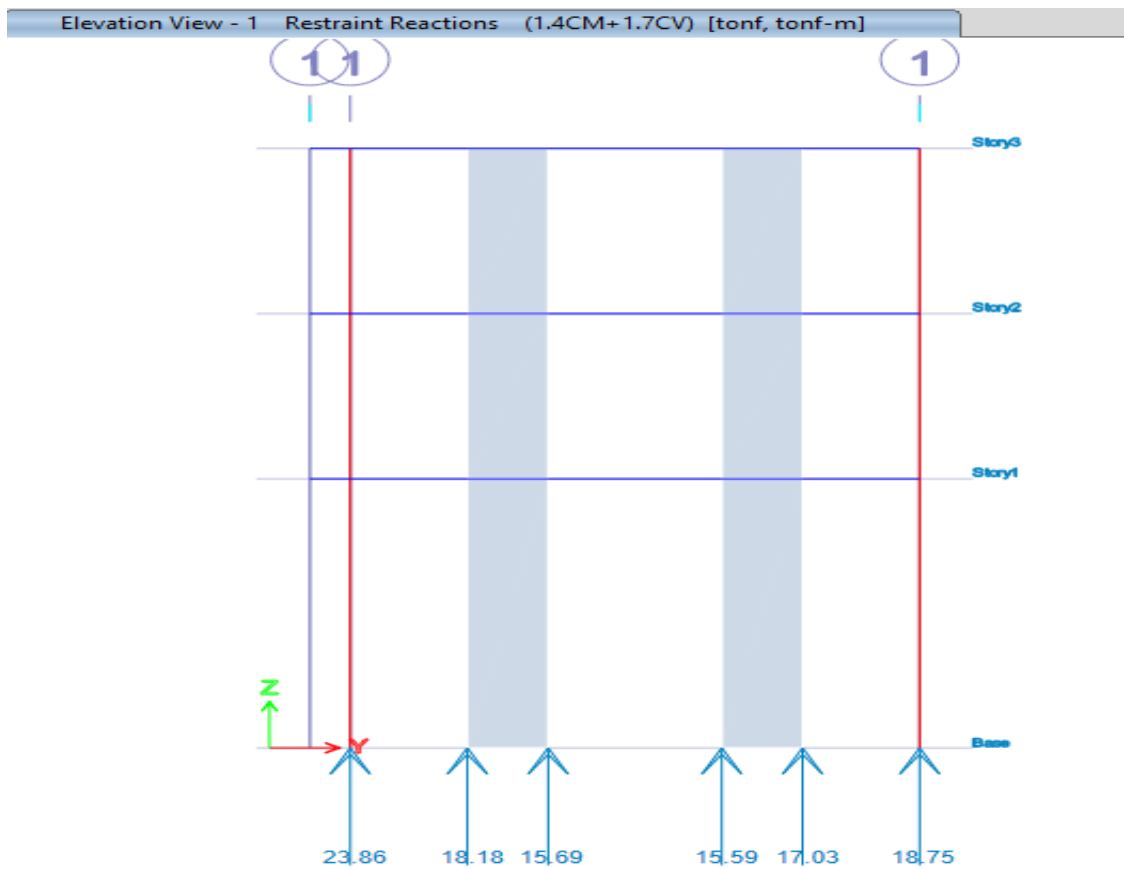 Elevation View - 1 Restraint Reactions (1.4CM+1.7CV) [tonf, tonf-m]
1 1 1
Story3
Story2
Story1
Z
Y
Base
23.86 18.18 15.69 15.59 17.03 18.75